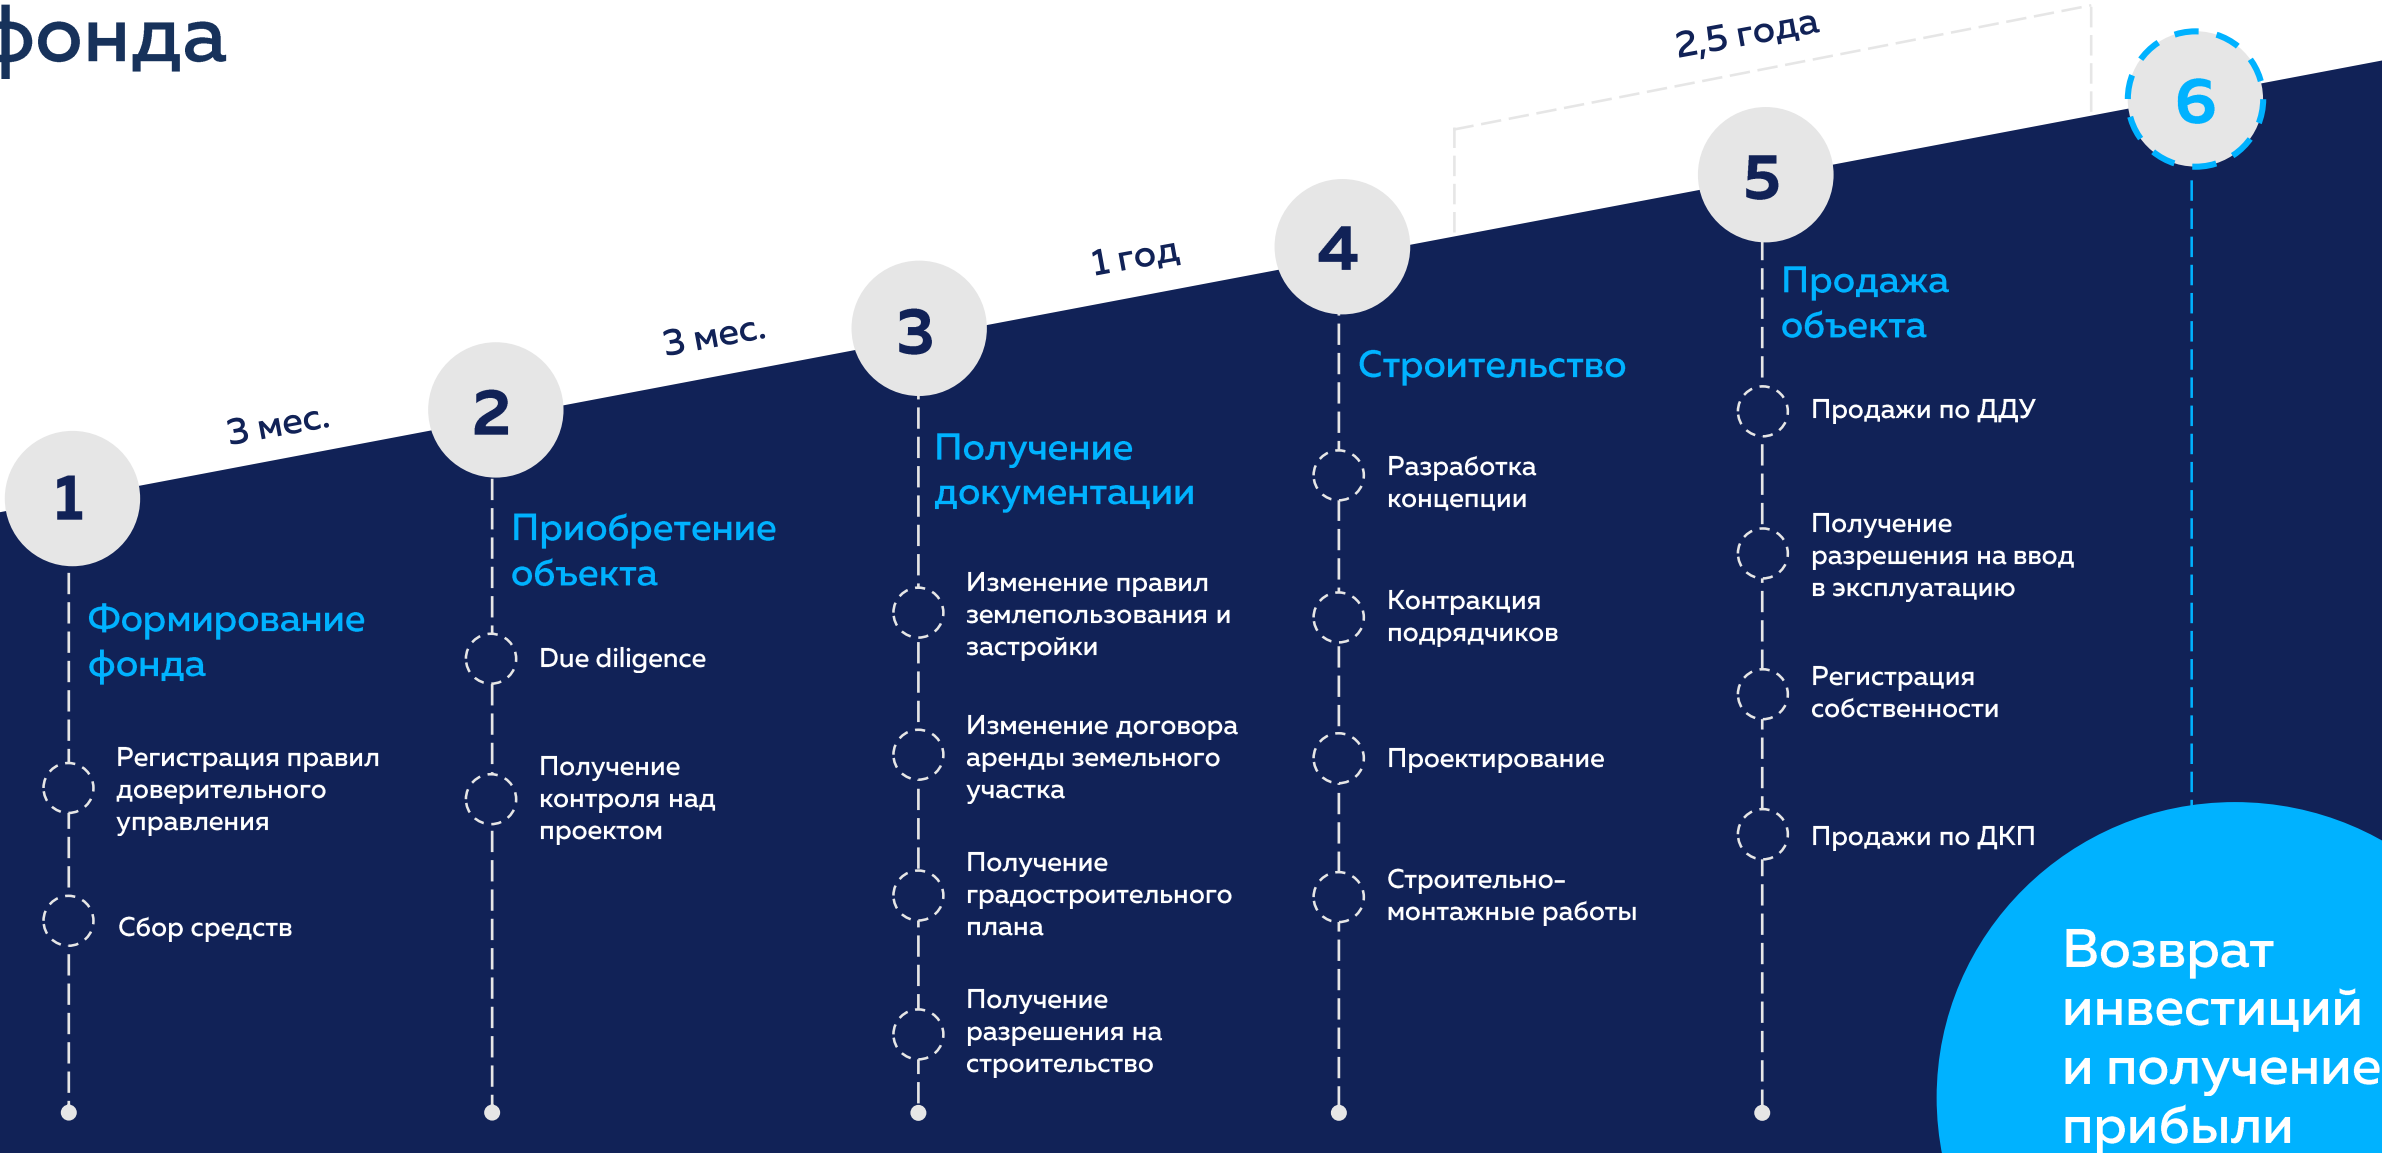 фонда
2,5 года
6
5
4
1 год
3
3 мес.
2
3 мес.
1
Формирование
фонда
Регистрация правил
доверительного
управления
Сбор средств
Приобретение
объекта
Due diligence
Получение
контроля над
проектом
Получение
документации
Изменение правил
землепользования и
застройки
Изменение договора
аренды земельного
участка
Получение
градостроительного
плана
Получение
разрешения на
строительство
Строительство
Разработка
концепции
Контракция
подрядчиков
Проектирование
Строительно-
монтажные работы
Продажа
объекта
Продажи по ДДУ
Получение
разрешения на ввод
в эксплуатацию
Регистрация
собственности
Продажи по ДКП
Возврат
инвестиций
и получение
прибыли